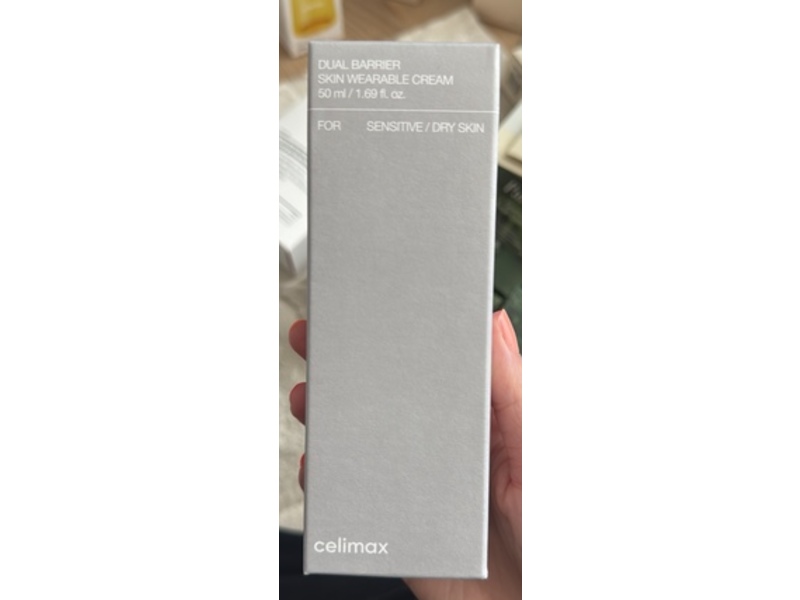 DUAL BARRIER
SKIN WEARABLE CREAM
50 ml / 1.69 fl. oz.
FOR SENSITIVE / DRY SKIN
celimax